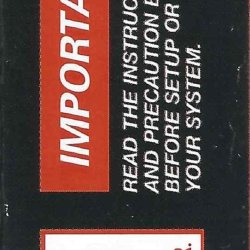 IMPORTA
READ THE INSTRUC
AND PRECAUTION B
BEFORE SETUP OR
YOUR SYSTEM.